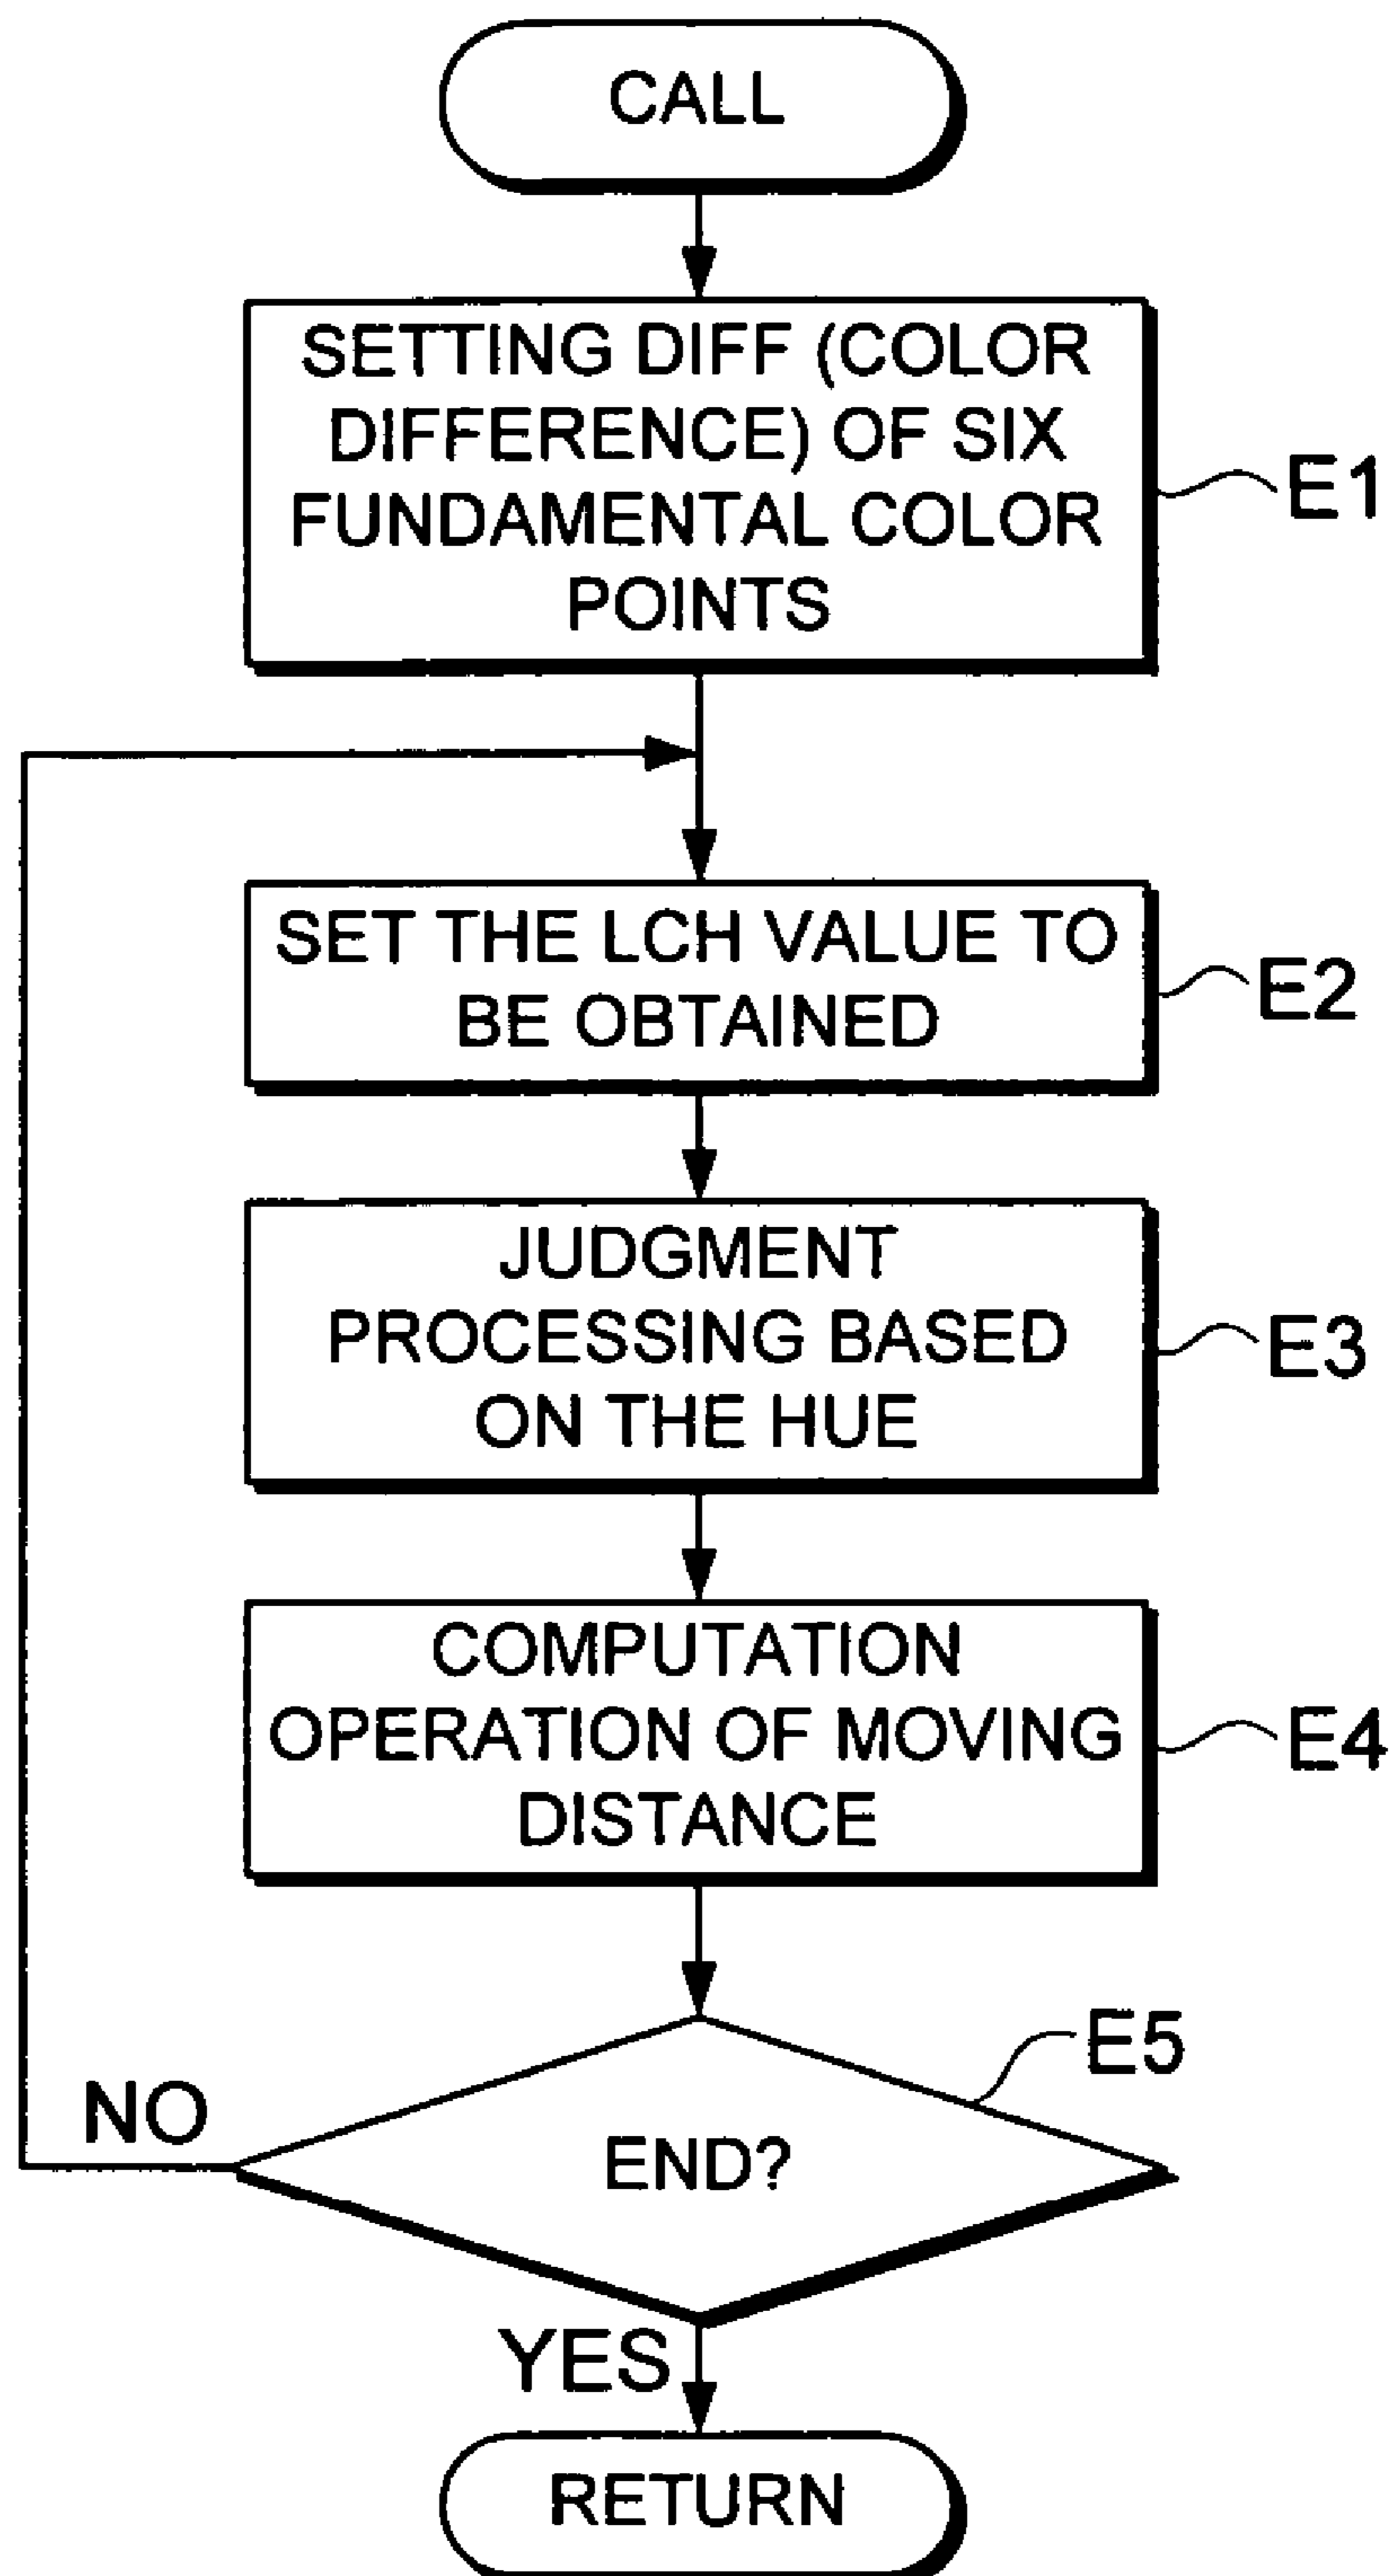 CALL
SETTING DIFF (COLOR
DIFFERENCE) OF SIX
FUNDAMENTAL COLOR
POINTS
E1
SET THE LCH VALUE TO
BE OBTAINED
E2
JUDGMENT
PROCESSING BASED
ON THE HUE
E3
COMPUTATION
OPERATION OF MOVING
DISTANCE
E4
E5
NO
END?
YES
RETURN